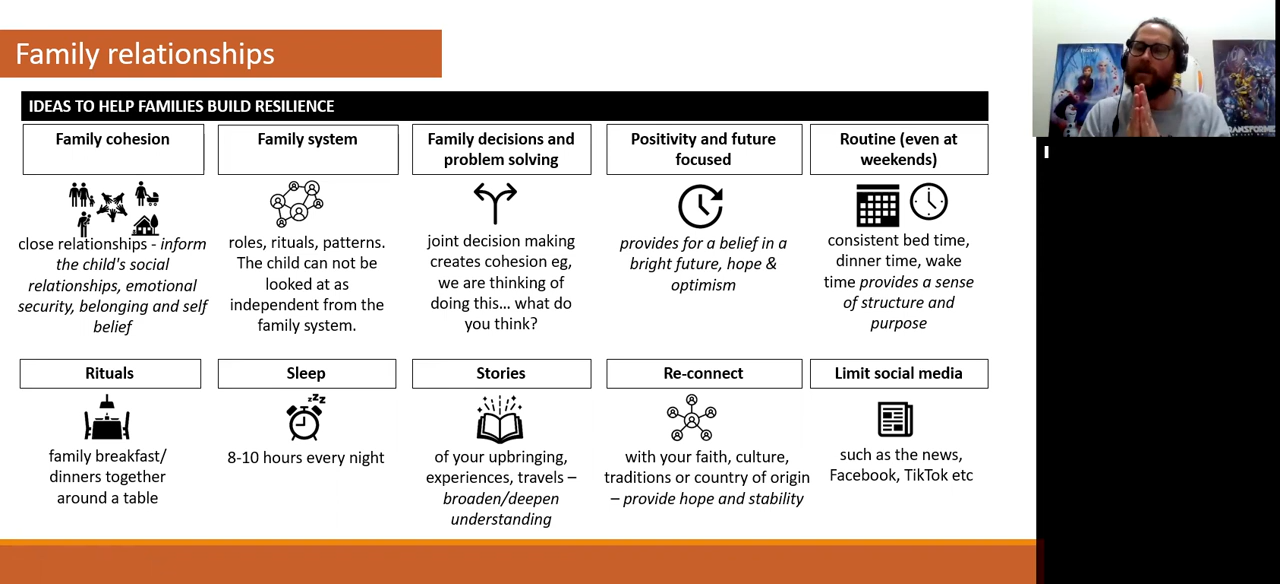 Family relationships
IDEAS TO HELP FAMILIES BUILD RESILIENCE
Family cohesion
close relationships - inform
the child's social
relationships, emotional
security, belonging and self
belief
Family system
roles, rituals, patterns.
The child can not be
looked at as
independent from the
family system.
Family decisions and
problem solving
joint decision making
creates cohesion eg,
we are thinking of
doing this... what do
you think?
Positivity and future
focused
provides for a belief in a
bright future, hope &
optimism
Routine (even at
weekends)
consistent bed time,
dinner time, wake
time provides a sense
of structure and
purpose
Rituals
family breakfast/
dinners together
around a table
Sleep
zzZ
8-10 hours every night
Stories
of your upbringing,
experiences, travels –
broaden/deepen
understanding
Re-connect
with your faith, culture,
traditions or country of origin
– provide hope and stability
Limit social media
such as the news,
Facebook, TikTok etc